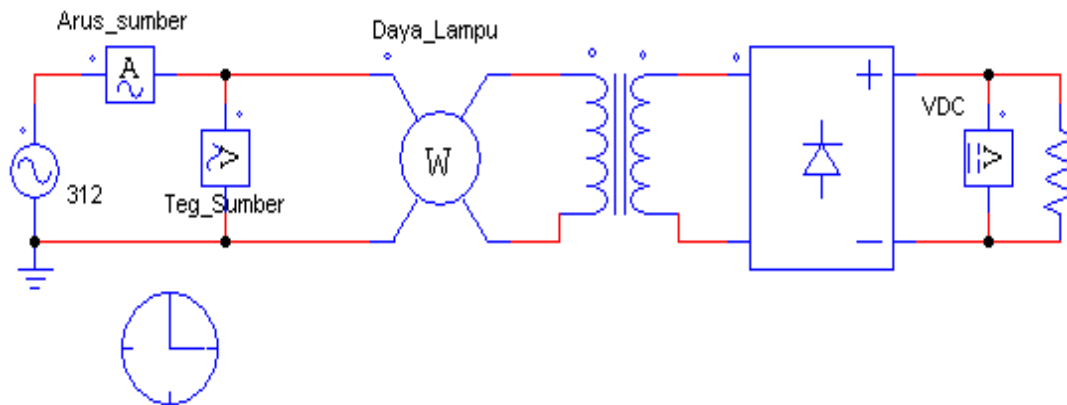 Arus_sumber
Daya_Lampu
A
VDC
W
V
V
312
Teg_Sumber